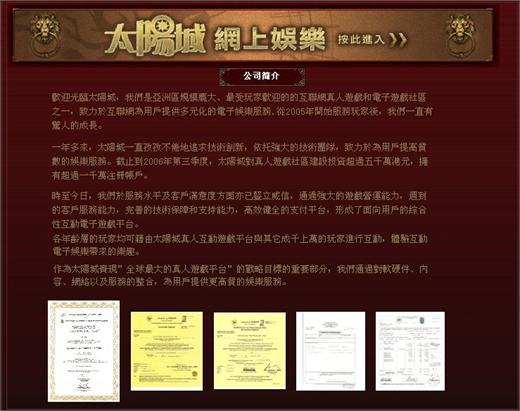 太陽城 網上娛樂 按此進入
公司簡介
歡迎光臨太陽城，我們是亞洲區規模龐大、最受玩家歡迎的的互聯網真人遊戲和電子遊戲社區
之一，致力於互聯網為用戶提供多元化的電子娛樂服務.從2005年開始服務玩家後，我們一直有
驚人的成長。
一年多來，太陽城一直孜孜不倦地追求技術創新，依托強大的技術團隊，致力於為用戶提高質
數的娛樂服務。截止到2006年第三季度，太陽城對真人遊戲社區建設投資超過五千萬港元，擁
有超過一千萬注冊帳戶。
時至今日，我們於服務水平及客戶滿意度方面亦已豎立威信，通過強大的遊戲營運能力，週到
的客戶服務能力，完善的技術保障和支持能力，高效健全的支付平台，形成了面向用戶的綜合
性互動電子遊戲平台。
各年齡層的玩家均可藉由太陽城真人互動遊戲平台與其它成千上萬的玩家進行互動，體驗互動
電子娛樂帶來的樂趣。
作為太陽城實現”全球最大的真人遊戲平台”的戰略目標的重要部分，我們通過對軟硬件、內
容、網絡以及服務的整合，為用戶提供更高質的娛樂服務。